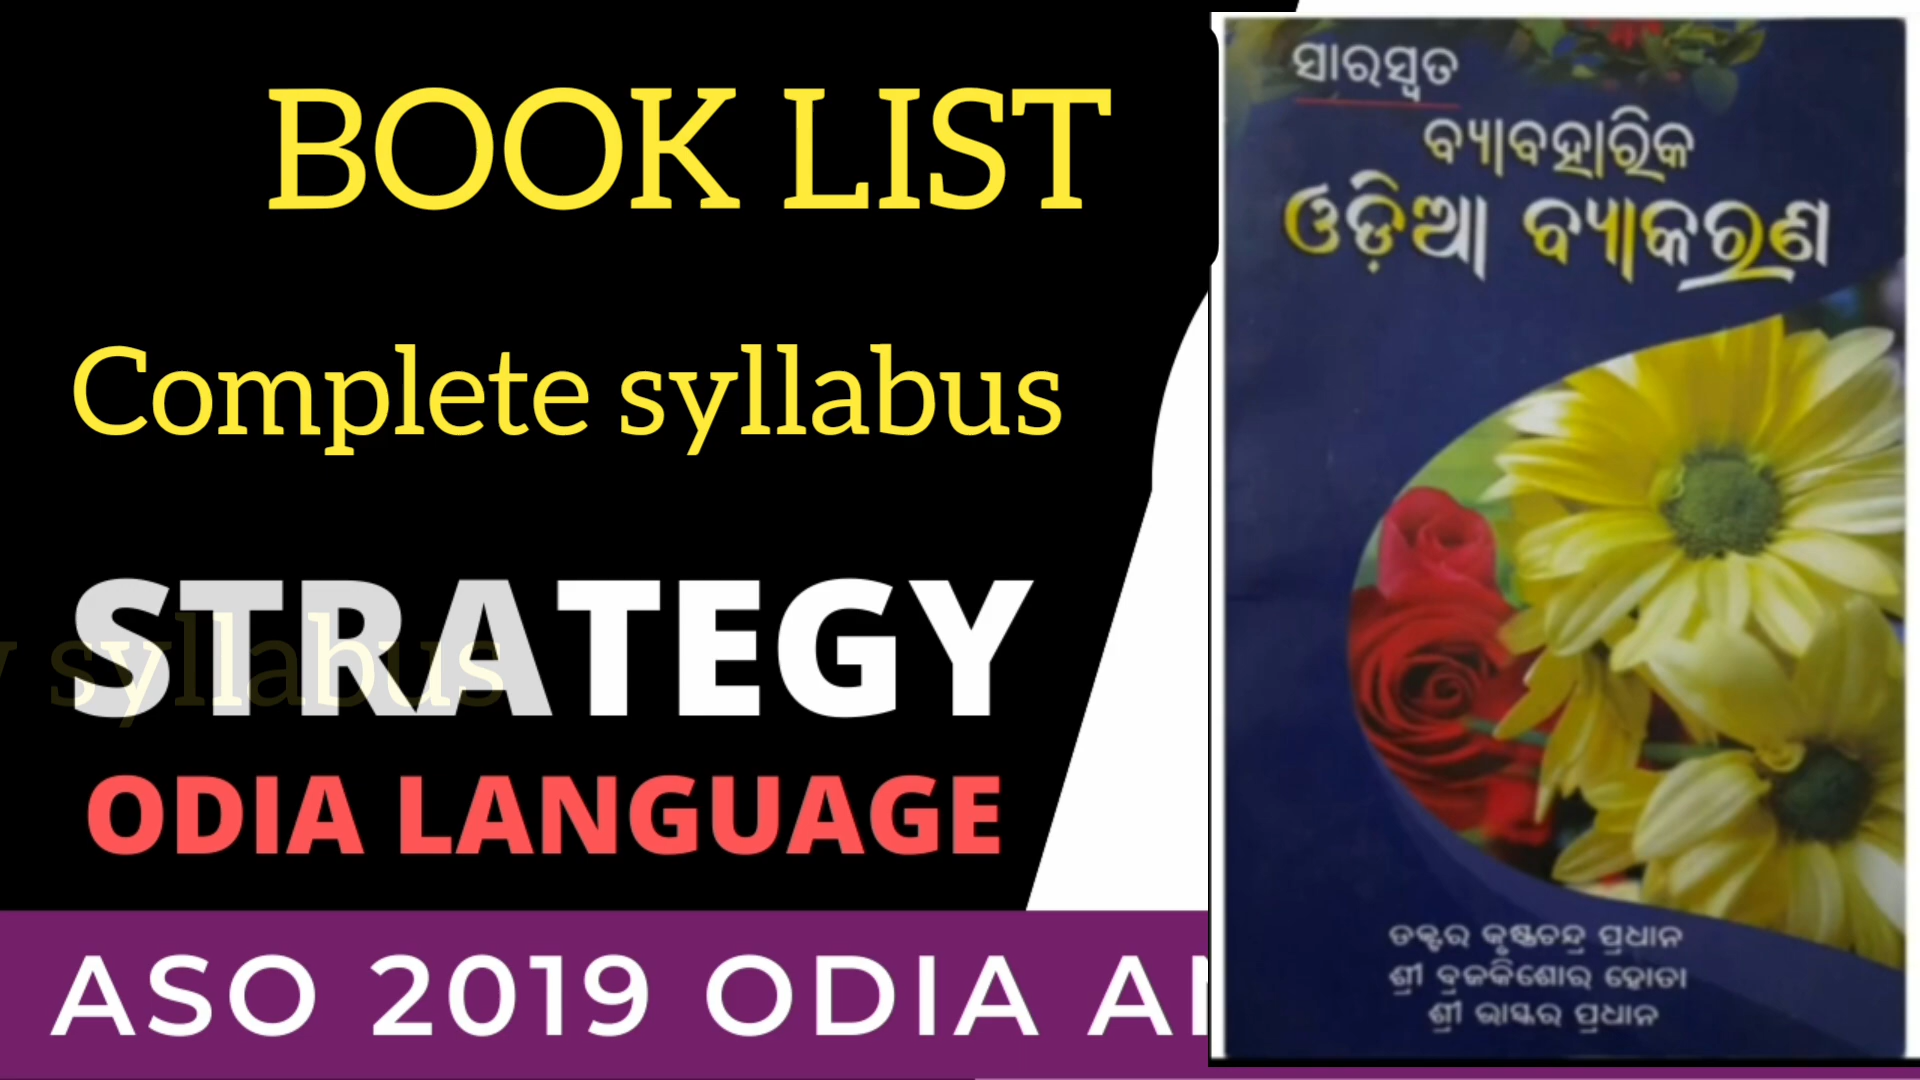 BOOK LIST
Complete syllabus
STRATEGY
syllabus
ODIA LANGUAGE
ASO 2019 ODIA
ସାରସ୍ୱତ
ବ୍ୟାବହାରିକ
ଓଡ଼ିଆ ବ୍ୟାକରଣ
ଡକ୍ଟର କୃଷ୍ଣଚନ୍ଦ୍ର ପ୍ରଧାନ
ଶ୍ରୀ ବ୍ରଜକିଶୋର ହୋତା
ଶ୍ରୀ ଭାସ୍କର ପ୍ରଧାନ